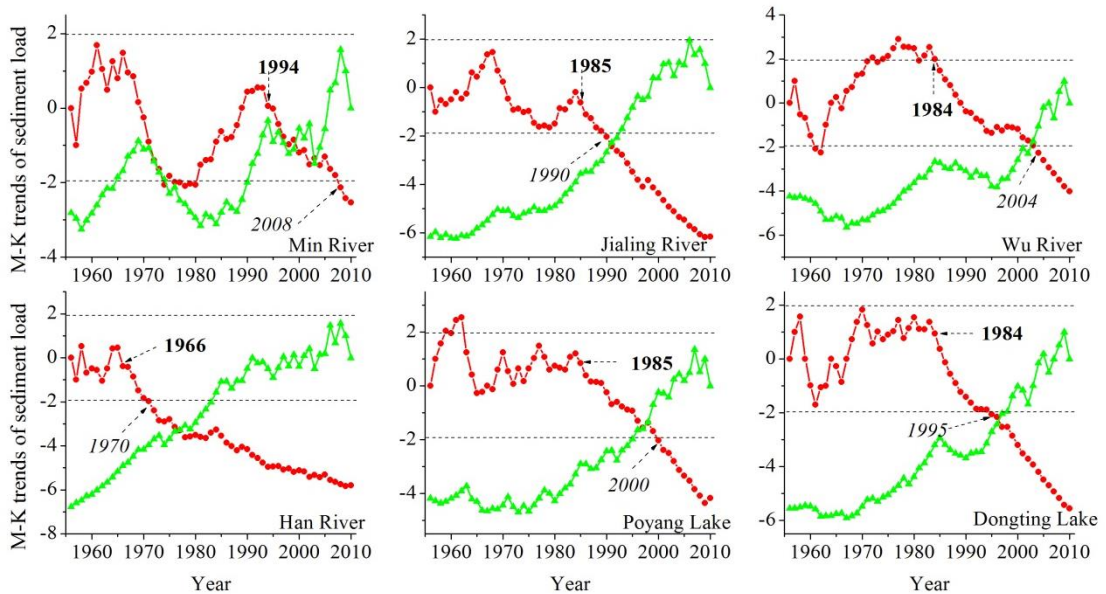 M-K trends of sediment load
2
0
-2
-4
1994
2008
Min River
1960 1970 1980 1990 2000 2010
2
0
-2
-4
-6
1985
1990
Jialing River
1960 1970 1980 1990 2000 2010
4
2
0
-2
-4
-6
1984
2004
Wu River
1960 1970 1980 1990 2000 2010
M-K trends of sediment load
2
0
-2
-4
-6
-8
1966
1970
Han River
1960 1970 1980 1990 2000 2010
Year
2
0
-2
-4
1985
2000
Poyang Lake
1960 1970 1980 1990 2000 2010
Year
2
0
-2
-4
-6
1984
1995
Dongting Lake
1960 1970 1980 1990 2000 2010
Year